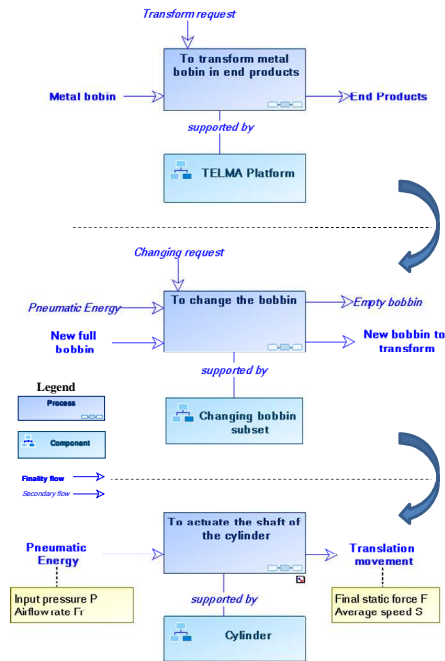 Transform request
To transform metal
bobin in end products
Metal bobin
End Products
supported by
TELMA Platform
Changing request
Pneumatic Energy
To change the bobbin
Empty bobbin
New full
bobbin
New bobbin to
transform
supported by
Legend
Process
Changing bobbin
subset
Component
Finality flow
Secondary flow
To actuate the shaft of
the cylinder
Pneumatic
Energy
Translation
movement
Input pressure P
Airflow rate Fr
supported by
Final static force F
Average speed S
Cylinder